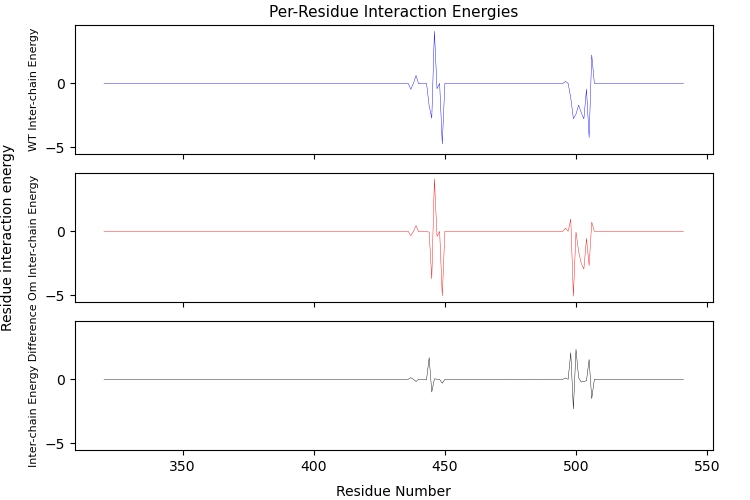 Per-Residue Interaction Energies
WT Inter-chain Energy
0
−5
Om Inter-chain Energy
0
−5
Inter-chain Energy Difference
0
−5
Residue interaction energy
350
400
450
500
550
Residue Number